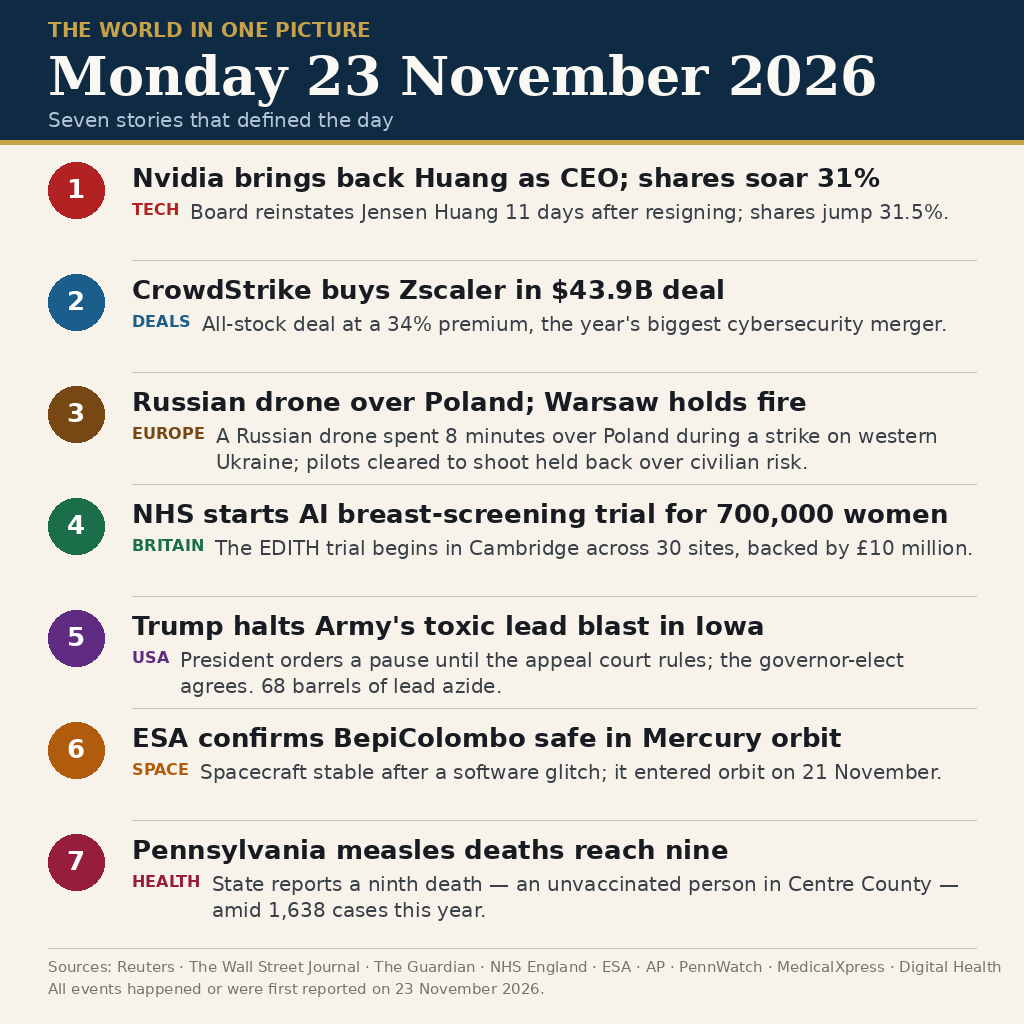 THE WORLD IN ONE PICTURE
Monday 23 November 2026
Seven stories that defined the day
1
Nvidia brings back Huang as CEO; shares soar 31%
TECH Board reinstates Jensen Huang 11 days after resigning; shares jump 31.5%.
2
CrowdStrike buys Zscaler in $43.9B deal
DEALS All-stock deal at a 34% premium, the year's biggest cybersecurity merger.
3
Russian drone over Poland; Warsaw holds fire
EUROPE A Russian drone spent 8 minutes over Poland during a strike on western
Ukraine; pilots cleared to shoot held back over civilian risk.
4
NHS starts AI breast-screening trial for 700,000 women
BRITAIN The EDITH trial begins in Cambridge across 30 sites, backed by £10 million.
5
Trump halts Army's toxic lead blast in Iowa
USA President orders a pause until the appeal court rules; the governor-elect
agrees. 68 barrels of lead azide.
6
ESA confirms BepiColombo safe in Mercury orbit
SPACE Spacecraft stable after a software glitch; it entered orbit on 21 November.
7
Pennsylvania measles deaths reach nine
HEALTH State reports a ninth death — an unvaccinated person in Centre County —
amid 1,638 cases this year.
Sources: Reuters · The Wall Street Journal · The Guardian · NHS England · ESA · AP · PennWatch · MedicalXpress · Digital Health
All events happened or were first reported on 23 November 2026.